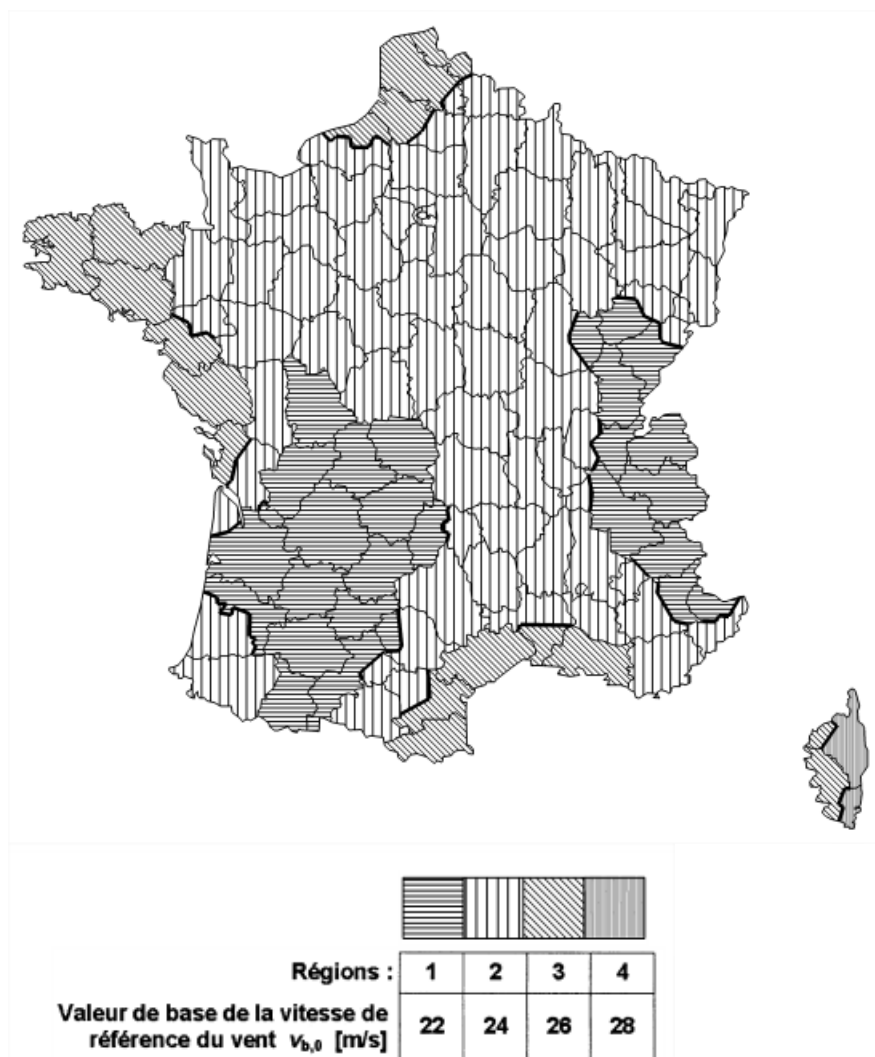 Régions : 1 2 3 4
Valeur de base de la vitesse de
référence du vent vb,0 [m/s] 22 24 26 28